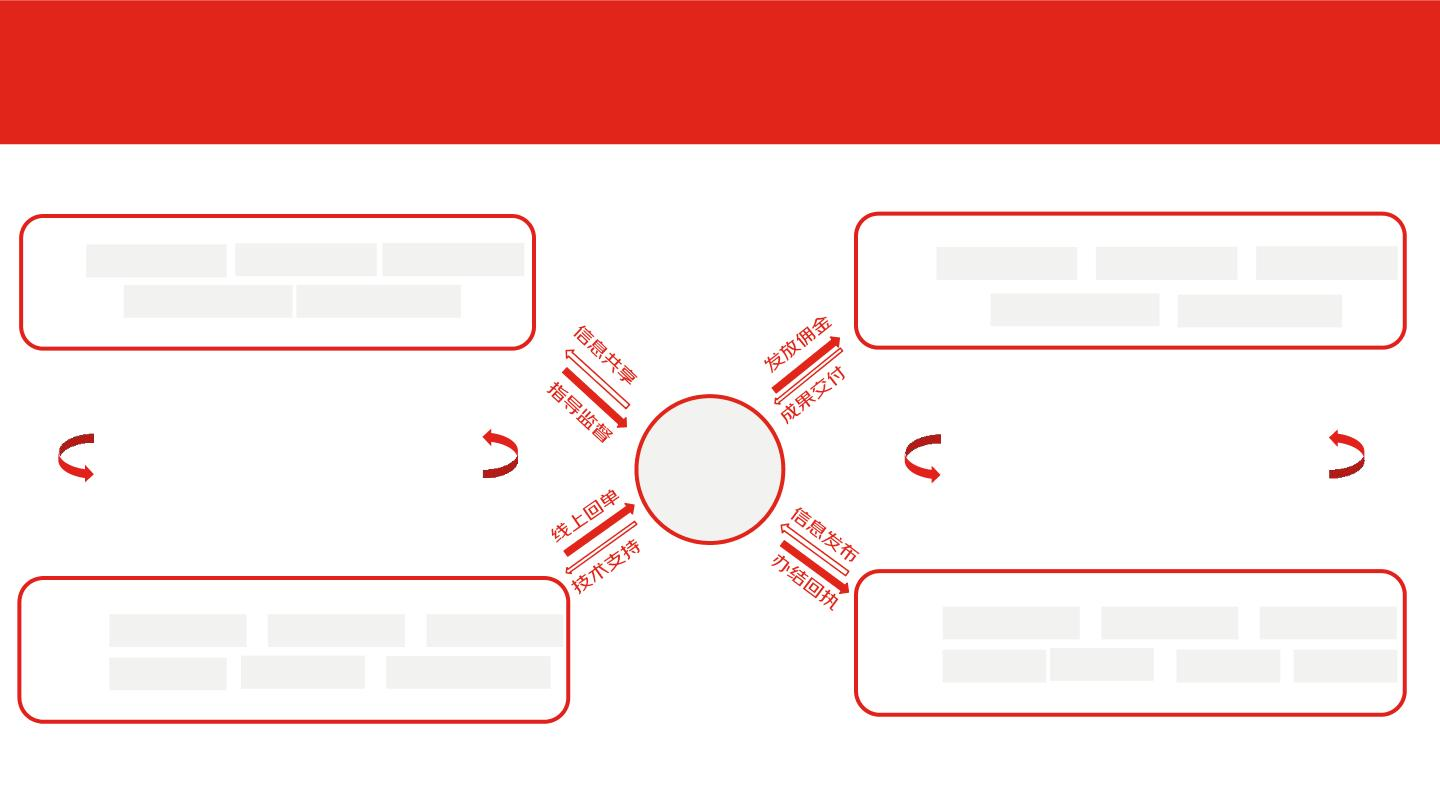 信息共享
指导监督
发放佣金
成果交付
线上回单
技术支持
信息发布
办结回执